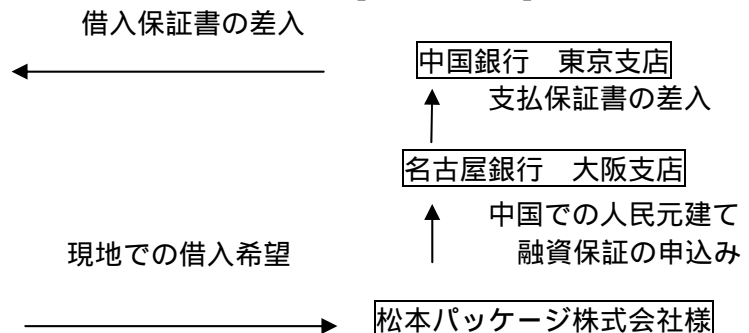 借入保証書の差入
中国銀行　東京支店
支払保証書の差入
名古屋銀行　大阪支店
中国での人民元建て
融資保証の申込み
現地での借入希望
松本パッケージ株式会社様